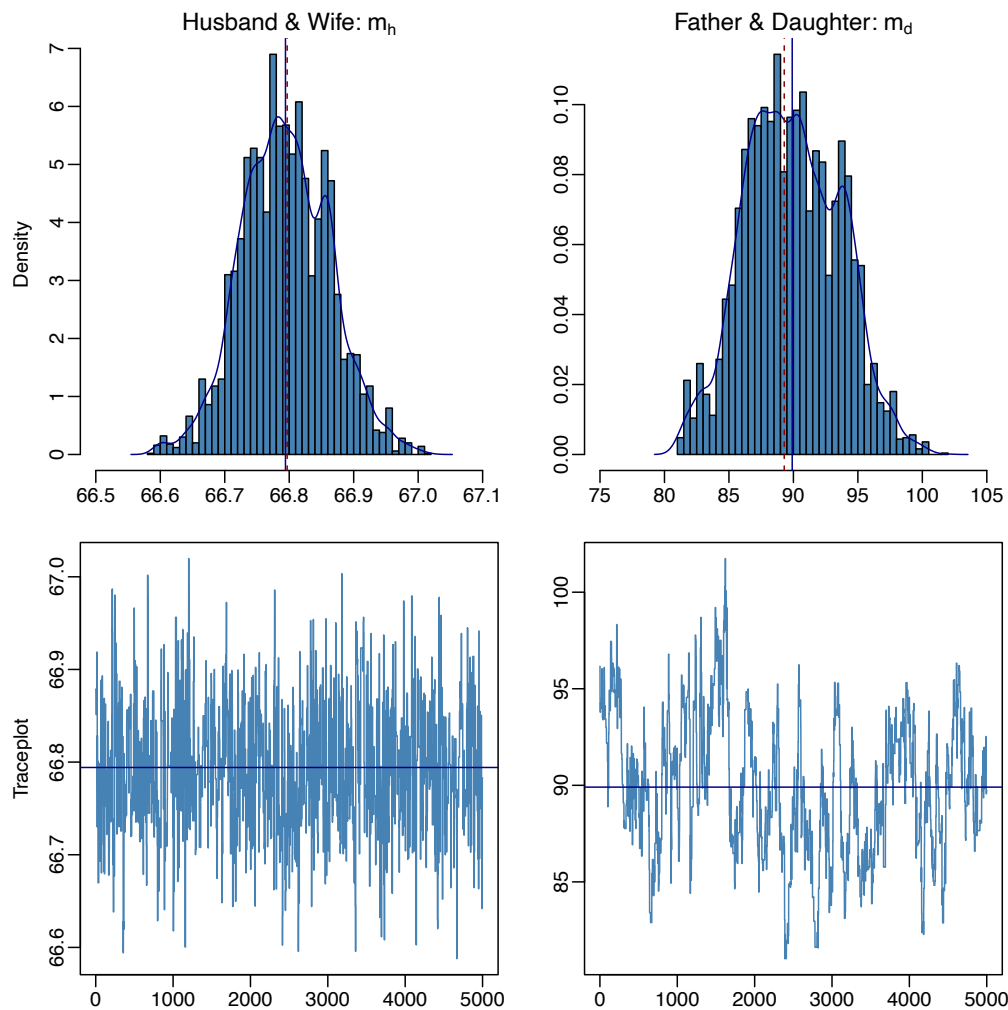 Husband & Wife: mₕ
Father & Daughter: m_d
Density
0 1 2 3 4 5 6 7
66.5 66.6 66.7 66.8 66.9 67.0 67.1
0.00 0.02 0.04 0.06 0.08 0.10
75 80 85 90 95 100 105
Traceplot
66.6 66.7 66.8 66.9 67.0
0 1000 2000 3000 4000 5000
85 90 95 100
0 1000 2000 3000 4000 5000